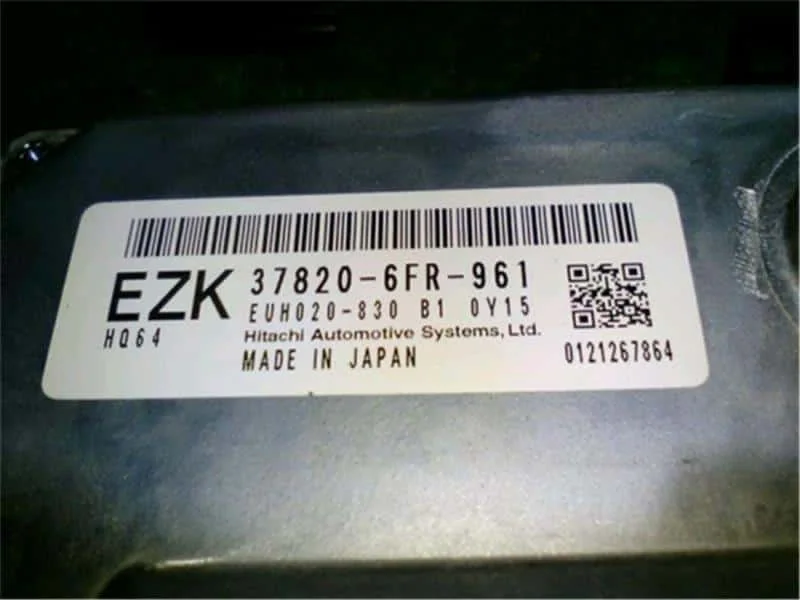 EZK 37820-6FR-961
EUH020-830 B1 0Y15
HQ64
Hitachi Automotive Systems, Ltd.
MADE IN JAPAN
0121267864